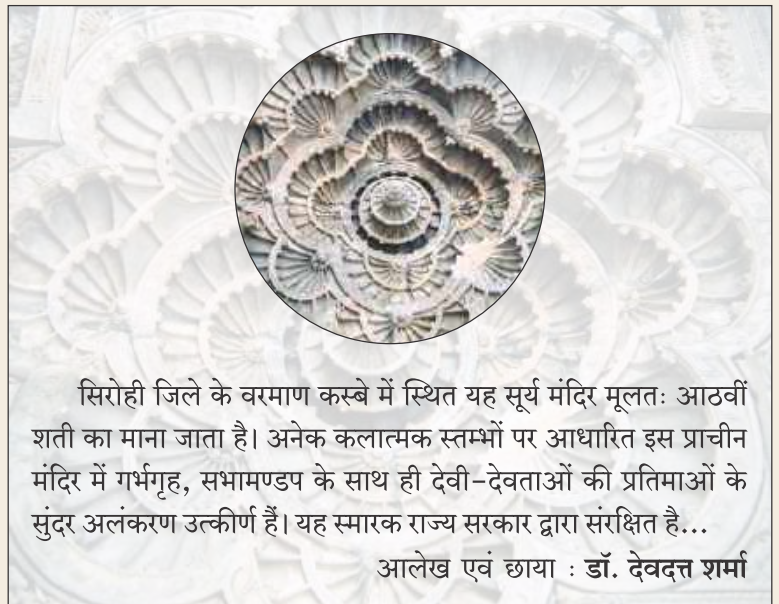 सिरोही जिले के वरमाण कस्बे में स्थित यह सूर्य मंदिर मूलतः आठवीं
शती का माना जाता है। अनेक कलात्मक स्तम्भों पर आधारित इस प्राचीन
मंदिर में गर्भगृह, सभामण्डप के साथ ही देवी-देवताओं की प्रतिमाओं के
सुंदर अलंकरण उत्कीर्ण हैं। यह स्मारक राज्य सरकार द्वारा संरक्षित है...
आलेख एवं छाया : डॉ. देवदत्त शर्मा